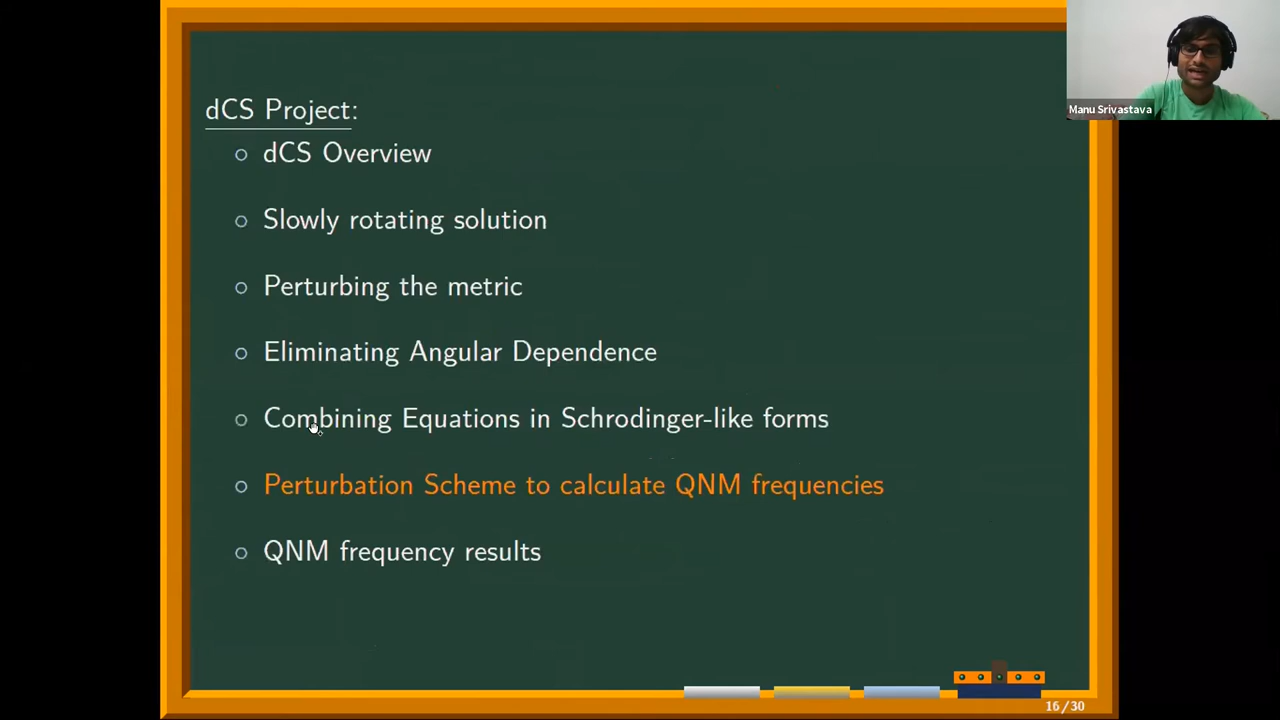 Manu Srivastava
dCS Project:
dCS Overview
Slowly rotating solution
Perturbing the metric
Eliminating Angular Dependence
Combining Equations in Schrodinger-like forms
Perturbation Scheme to calculate QNM frequencies
QNM frequency results
16/30